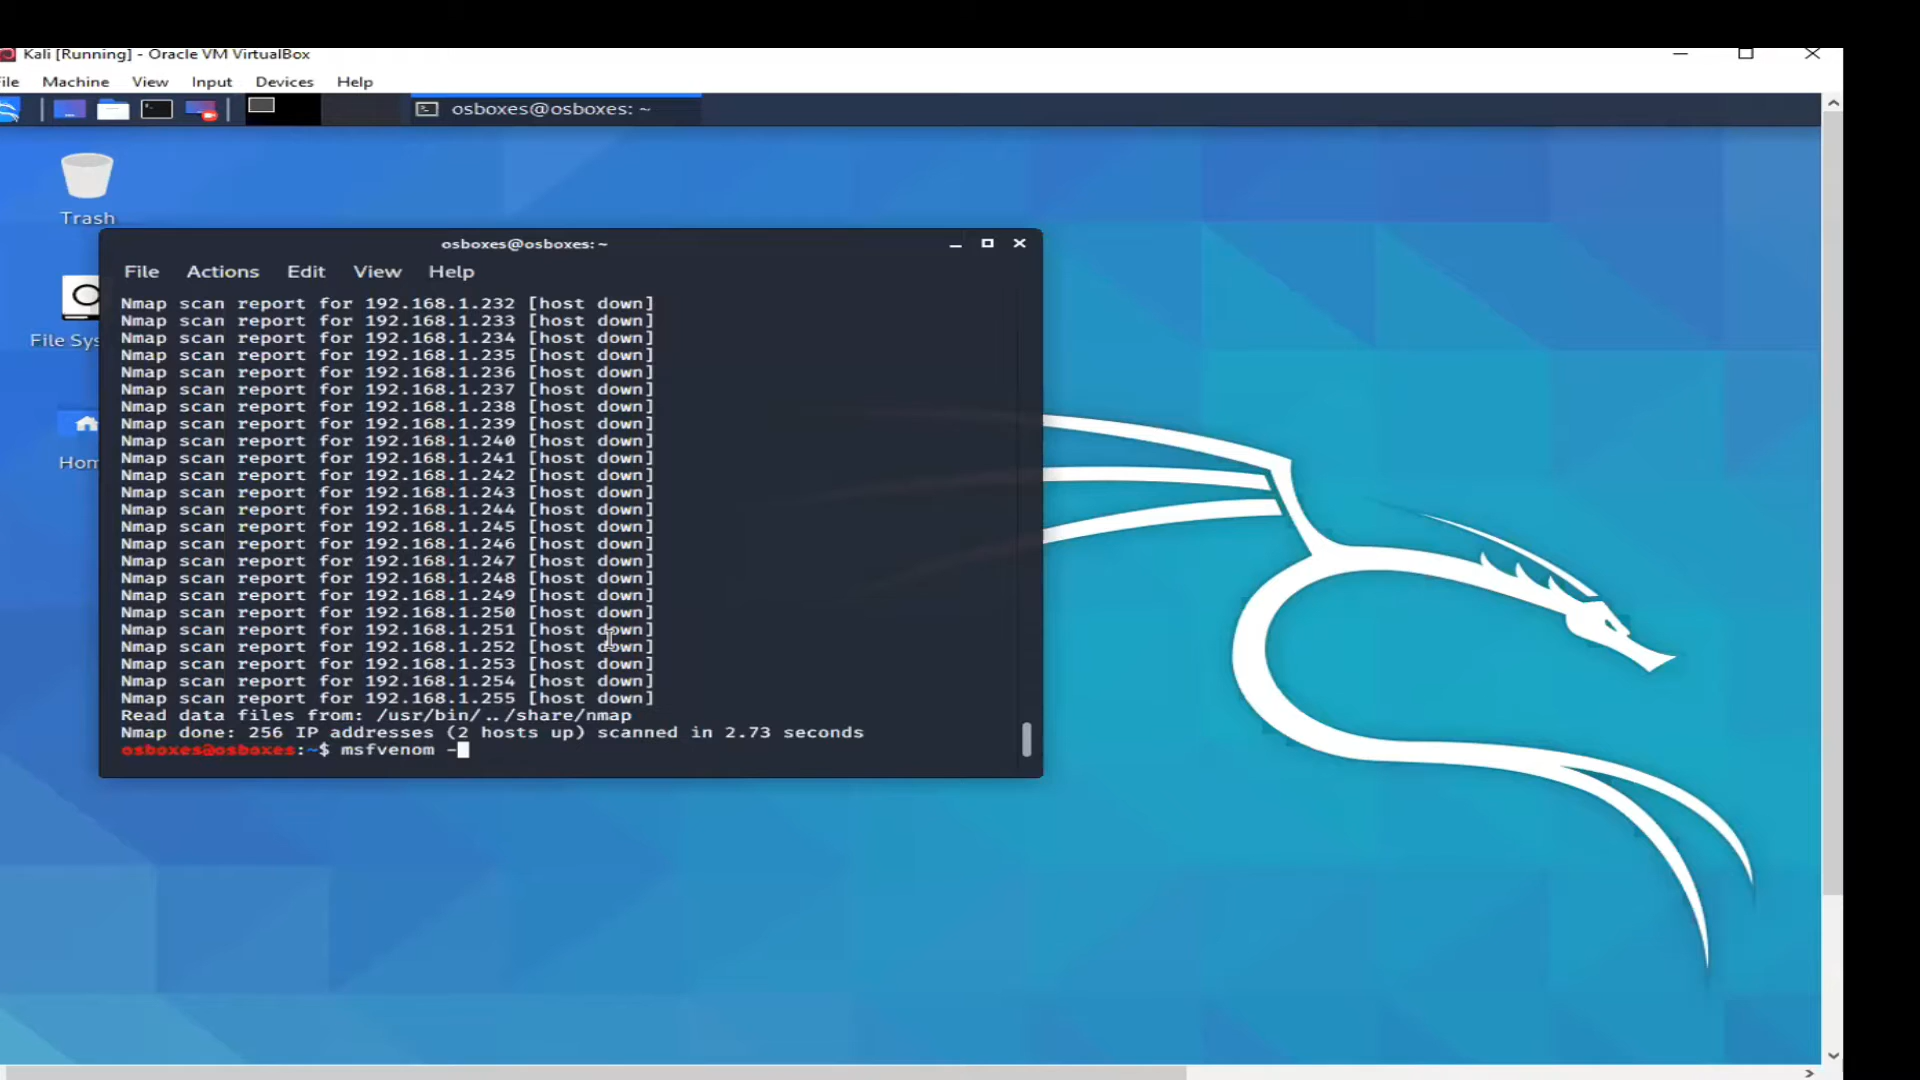 Kali [Running] - Oracle VM VirtualBox
File Machine View Input Devices Help
osboxes@osboxes: ~
Trash
File Sys
Hom
osboxes@osboxes: ~
File Actions Edit View Help
Nmap scan report for 192.168.1.232 [host down]
Nmap scan report for 192.168.1.233 [host down]
Nmap scan report for 192.168.1.234 [host down]
Nmap scan report for 192.168.1.235 [host down]
Nmap scan report for 192.168.1.236 [host down]
Nmap scan report for 192.168.1.237 [host down]
Nmap scan report for 192.168.1.238 [host down]
Nmap scan report for 192.168.1.239 [host down]
Nmap scan report for 192.168.1.240 [host down]
Nmap scan report for 192.168.1.241 [host down]
Nmap scan report for 192.168.1.242 [host down]
Nmap scan report for 192.168.1.243 [host down]
Nmap scan report for 192.168.1.244 [host down]
Nmap scan report for 192.168.1.245 [host down]
Nmap scan report for 192.168.1.246 [host down]
Nmap scan report for 192.168.1.247 [host down]
Nmap scan report for 192.168.1.248 [host down]
Nmap scan report for 192.168.1.249 [host down]
Nmap scan report for 192.168.1.250 [host down]
Nmap scan report for 192.168.1.251 [host down]
Nmap scan report for 192.168.1.252 [host down]
Nmap scan report for 192.168.1.253 [host down]
Nmap scan report for 192.168.1.254 [host down]
Nmap scan report for 192.168.1.255 [host down]
Read data files from: /usr/bin/../share/nmap
Nmap done: 256 IP addresses (2 hosts up) scanned in 2.73 seconds
osboxes@osboxes:~$ msfvenom -